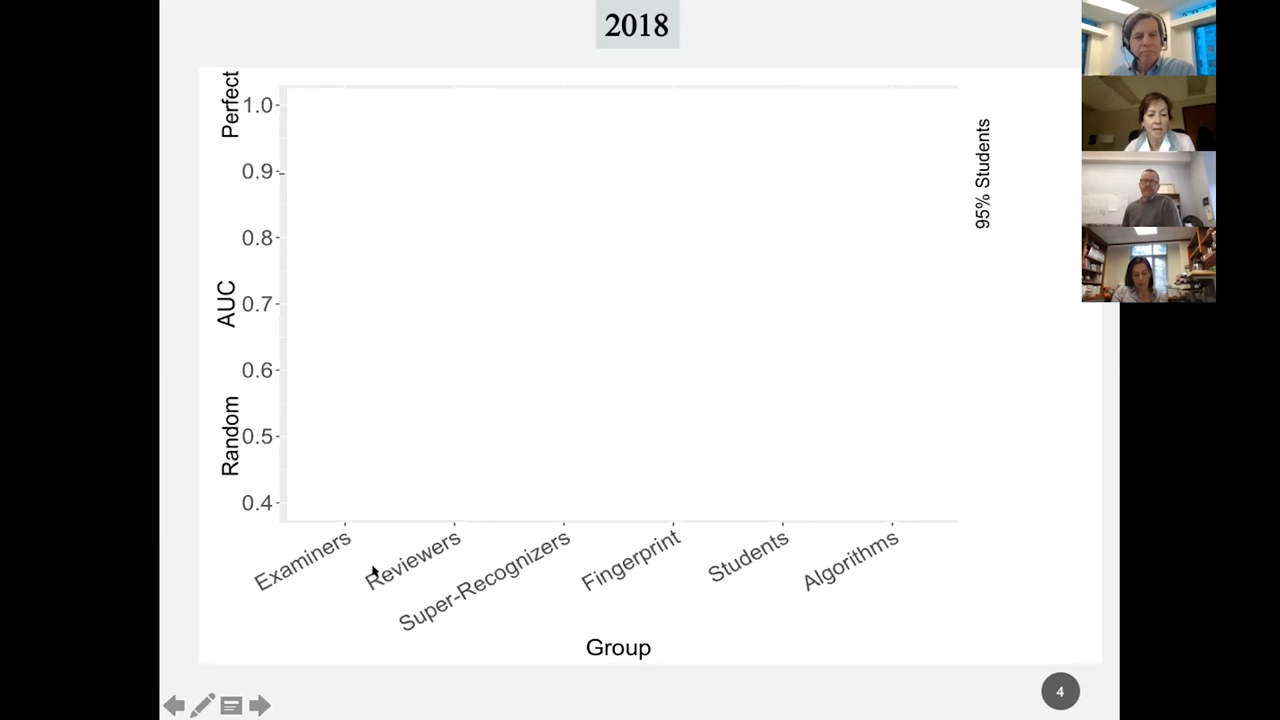 2018
Perfect
1.0
0.9
0.8
AUC
0.7
0.6
Random
0.5
0.4
95% Students
Examiners
Reviewers
Super-Recognizers
Fingerprint
Students
Algorithms
Group
4